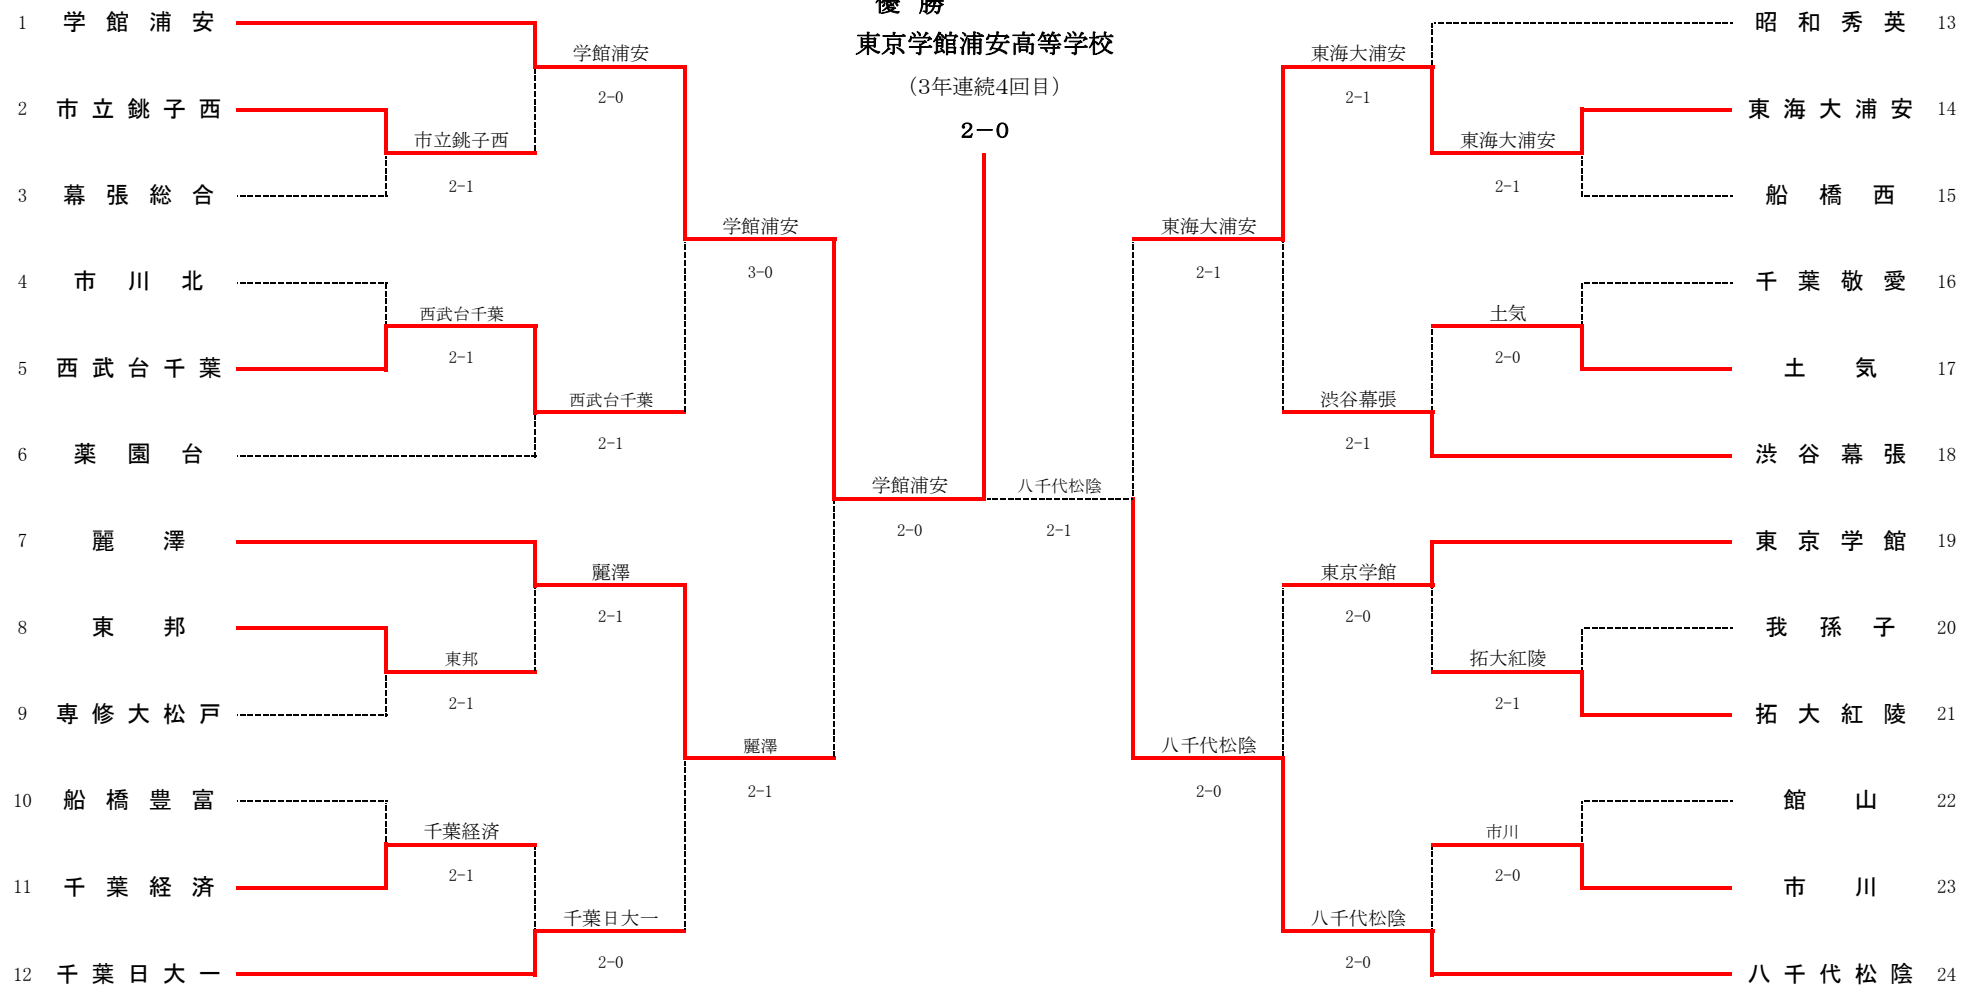 優勝
東京学館浦安高等学校
（3年連続4回目）
2－0
1 学館浦安
2 市立銚子西
3 幕張総合
4 市川北
5 西武台千葉
6 薬園台
7 麗澤
8 東邦
9 専修大松戸
10 船橋豊富
11 千葉経済
12 千葉日大一
市立銚子西
2-1
西武台千葉
2-1
東邦
2-1
千葉経済
2-1
学館浦安
2-0
西武台千葉
2-1
麗澤
2-1
千葉日大一
2-0
学館浦安
3-0
麗澤
2-1
学館浦安
2-0
八千代松陰
2-1
東海大浦安
2-1
八千代松陰
2-0
東海大浦安
2-1
渋谷幕張
2-1
東京学館
2-0
八千代松陰
2-0
東海大浦安
2-1
土気
2-0
拓大紅陵
2-1
市川
2-0
昭和秀英 13
東海大浦安 14
船橋西 15
千葉敬愛 16
土気 17
渋谷幕張 18
東京学館 19
我孫子 20
拓大紅陵 21
館山 22
市川 23
八千代松陰 24